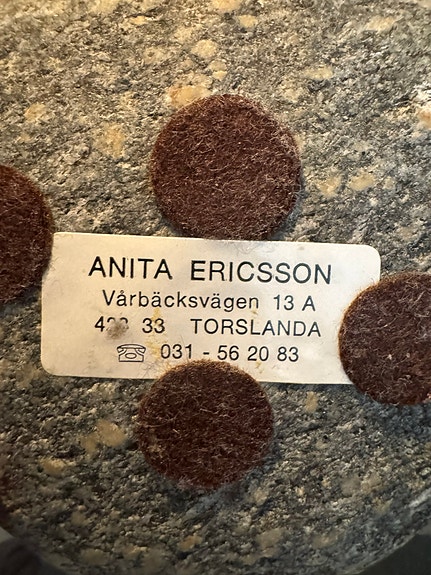 ANITA ERICSSON
Vårbäcksvägen 13 A
33 TORSLANDA
☏ 031 - 56 20 83